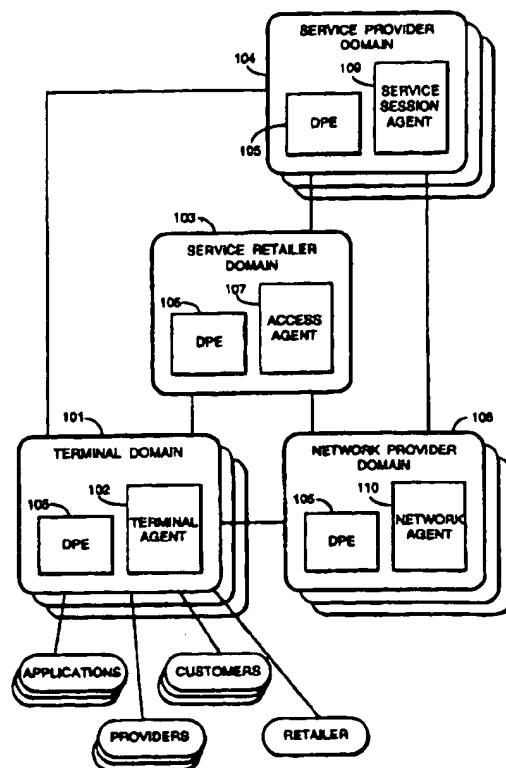 SERVICE PROVIDER
DOMAIN
104
109
SERVICE
SESSION
AGENT
DPE
105
103
SERVICE RETAILER
DOMAIN
105
107
ACCESS
AGENT
DPE
101
TERMINAL DOMAIN
102
105
TERMINAL
AGENT
DPE
106
NETWORK PROVIDER
DOMAIN
105
110
NETWORK
AGENT
DPE
APPLICATIONS
CUSTOMERS
PROVIDERS
RETAILER